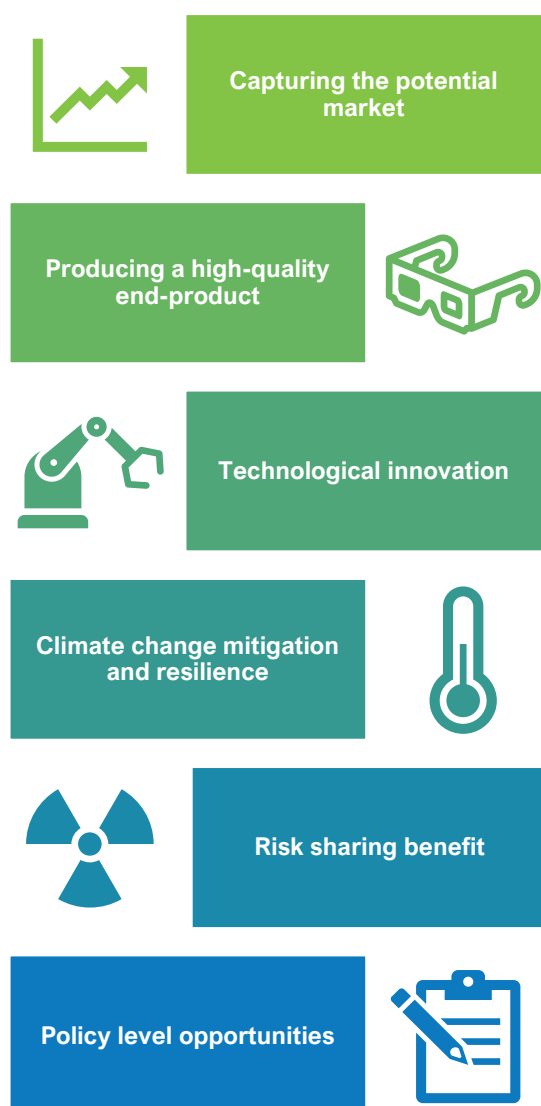 Capturing the potential
market
Producing a high-quality
end-product
Technological innovation
Climate change mitigation
and resilience
Risk sharing benefit
Policy level opportunities